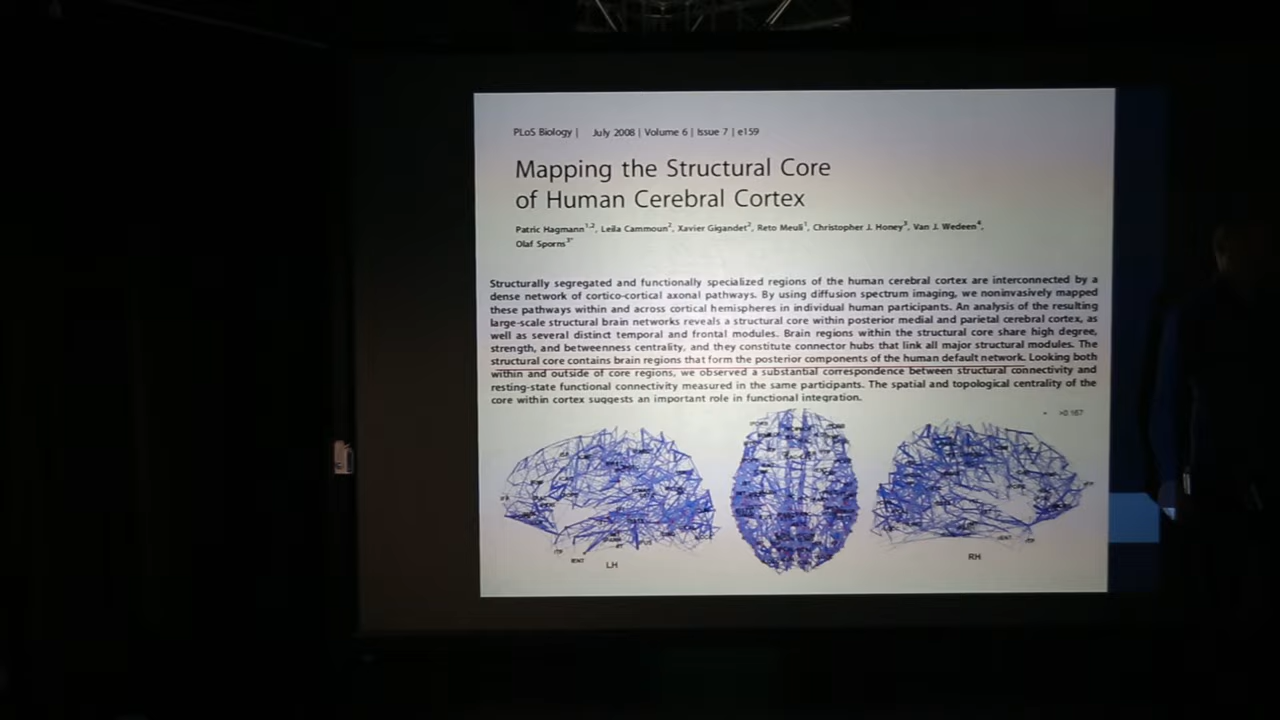 PLoS Biology | July 2008 | Volume 6 | Issue 7 | e159
Mapping the Structural Core
of Human Cerebral Cortex
Patric Hagmann1,2, Leila Cammoun2, Xavier Gigandet2, Reto Meuli1, Christopher J. Honey3, Van J. Wedeen4,
Olaf Sporns3*
Structurally segregated and functionally specialized regions of the human cerebral cortex are interconnected by a
dense network of cortico-cortical axonal pathways. By using diffusion spectrum imaging, we noninvasively mapped
these pathways within and across cortical hemispheres in individual human participants. An analysis of the resulting
large-scale structural brain networks reveals a structural core within posterior medial and parietal cerebral cortex, as
well as several distinct temporal and frontal modules. Brain regions within the structural core share high degree,
strength, and betweenness centrality, and they constitute connector hubs that link all major structural modules. The
structural core contains brain regions that form the posterior components of the human default network. Looking both
within and outside of core regions, we observed a substantial correspondence between structural connectivity and
resting-state functional connectivity measured in the same participants. The spatial and topological centrality of the
core within cortex suggests an important role in functional integration.
>0.167
LH
RH